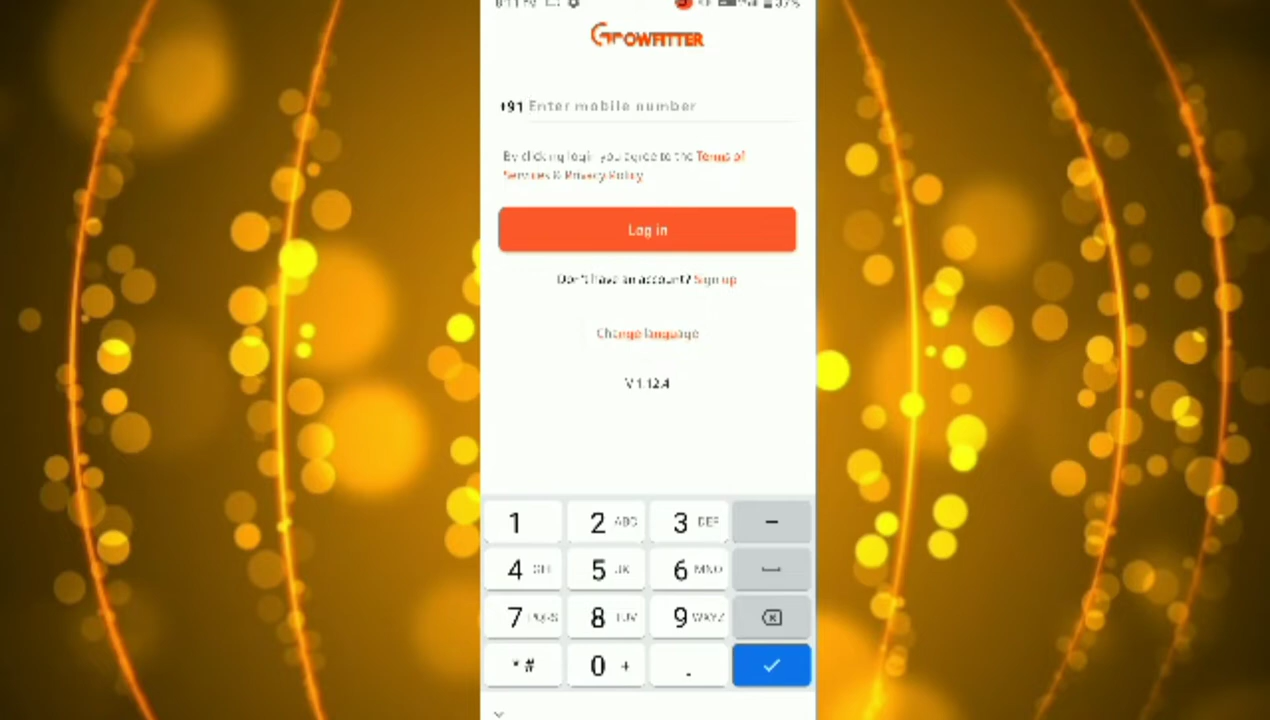 GrowFitter
+91 Enter mobile number
By clicking login you agree to the Terms of
Services & Privacy Policy
Log in
Don't have an account? Sign up
Change language
V 1.12.4
1 2 ABC 3 DEF -
4 GHI 5 JK 6 MNO
7 PQRS 8 TUV 9 WXYZ
* # 0 + .